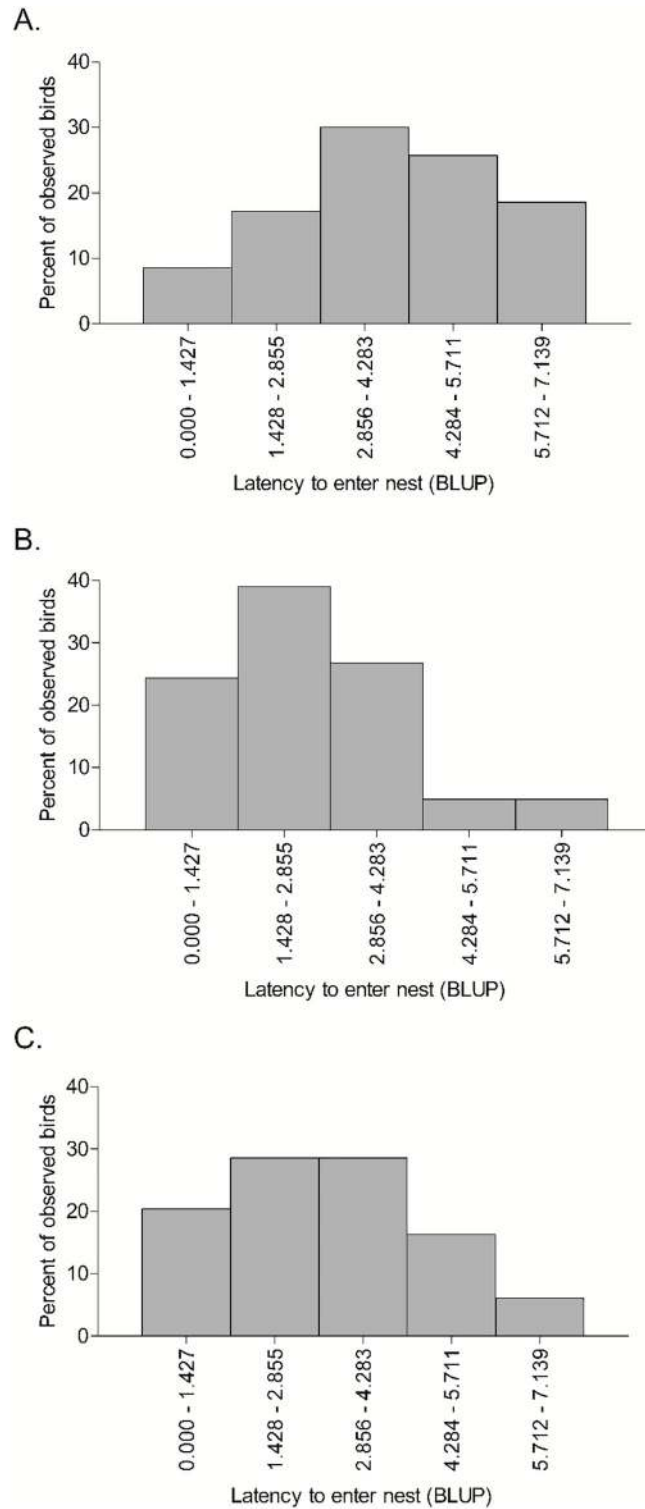 A.
40
30
20
10
0
Percent of observed birds
0.000 - 1.427
1.428 - 2.855
2.856 - 4.283
4.284 - 5.711
5.712 - 7.139
Latency to enter nest (BLUP)
B.
40
30
20
10
0
Percent of observed birds
0.000 - 1.427
1.428 - 2.855
2.856 - 4.283
4.284 - 5.711
5.712 - 7.139
Latency to enter nest (BLUP)
C.
40
30
20
10
0
Percent of observed birds
0.000 - 1.427
1.428 - 2.855
2.856 - 4.283
4.284 - 5.711
5.712 - 7.139
Latency to enter nest (BLUP)